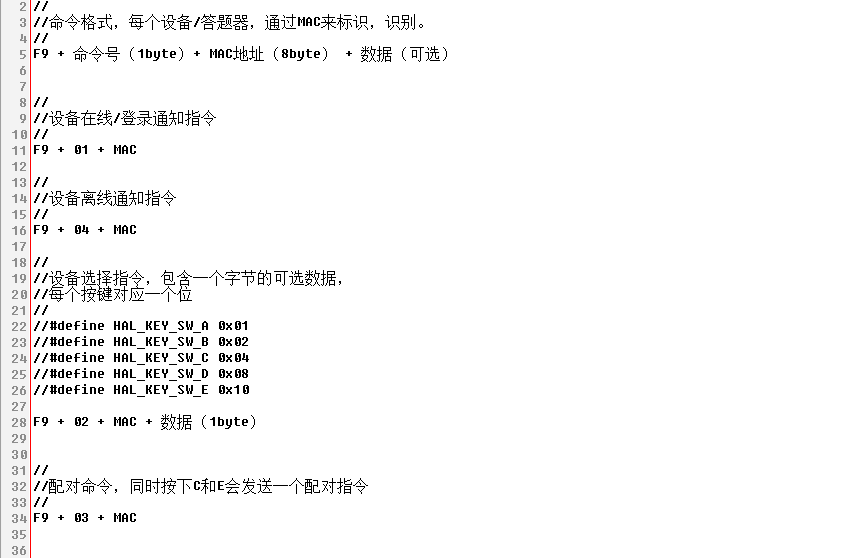 2 //
3 //命令格式，每个设备/答题器，通过MAC来标识，识别。
4 //
5 F9 + 命令号（1byte）+ MAC地址（8byte） + 数据（可选）
6
7
8 //
9 //设备在线/登录通知指令
10 //
11 F9 + 01 + MAC
12
13 //
14 //设备离线通知指令
15 //
16 F9 + 04 + MAC
17
18 //
19 //设备选择指令，包含一个字节的可选数据，
20 //每个按键对应一个位
21 //
22 //#define HAL_KEY_SW_A 0x01
23 //#define HAL_KEY_SW_B 0x02
24 //#define HAL_KEY_SW_C 0x04
25 //#define HAL_KEY_SW_D 0x08
26 //#define HAL_KEY_SW_E 0x10
27
28 F9 + 02 + MAC + 数据（1byte）
29
30
31 //
32 //配对命令，同时按下C和E会发送一个配对指令
33 //
34 F9 + 03 + MAC
35
36